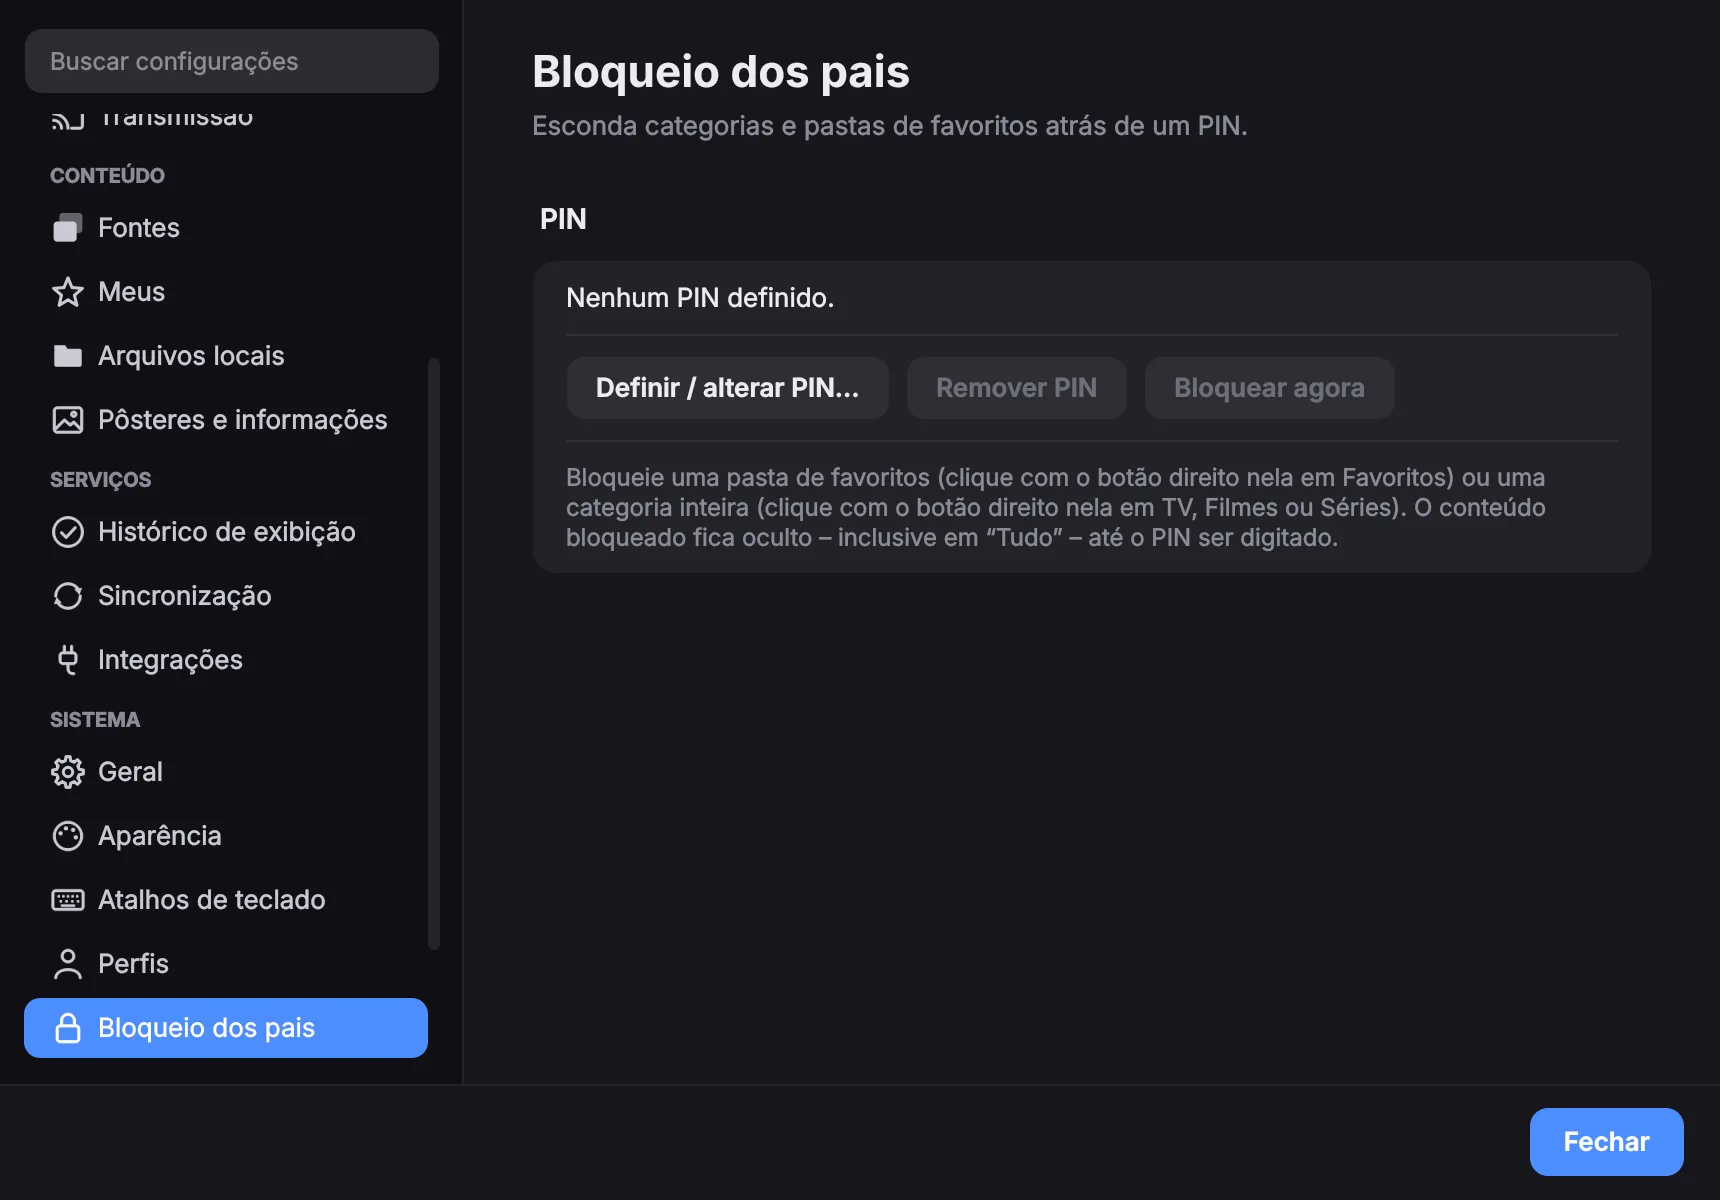 Buscar configurações
Transmissão
CONTEÚDO
Fontes
Meus
Arquivos locais
Pôsteres e informações
SERVIÇOS
Histórico de exibição
Sincronização
Integrações
SISTEMA
Geral
Aparência
Atalhos de teclado
Perfis
Bloqueio dos pais
Bloqueio dos pais
Esconda categorias e pastas de favoritos atrás de um PIN.
PIN
Nenhum PIN definido.
Definir / alterar PIN...
Remover PIN
Bloquear agora
Bloqueie uma pasta de favoritos (clique com o botão direito nela em Favoritos) ou uma
categoria inteira (clique com o botão direito nela em TV, Filmes ou Séries). O conteúdo
bloqueado fica oculto – inclusive em “Tudo” – até o PIN ser digitado.
Fechar